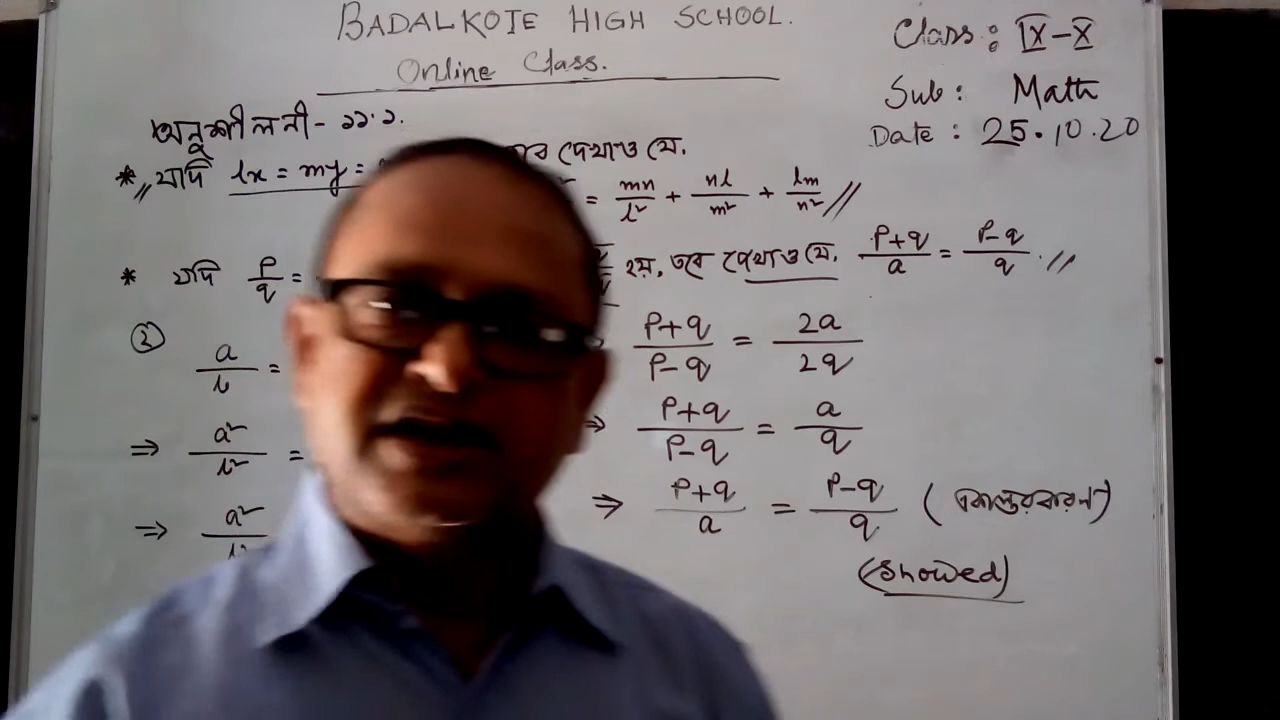 BADALKOTE HIGH SCHOOL.
Online Class.
Class: IX-X
Sub: Math
Date: 25.10.20
অনুশীলনী - ১১.১.
* // যদি lx = my =
দেখাও যে,
= mn/l² + nl/m² + lm/n² //
* যদি p/q =
হয়, তবে দেখাও যে, p+q/a = p-q/q . //
②
a/b =
⇒ a²/b² =
⇒ a²/b²
p+q/p-q = 2a/2q
⇒ p+q/p-q = a/q
⇒ p+q/a = p-q/q
(Showed)